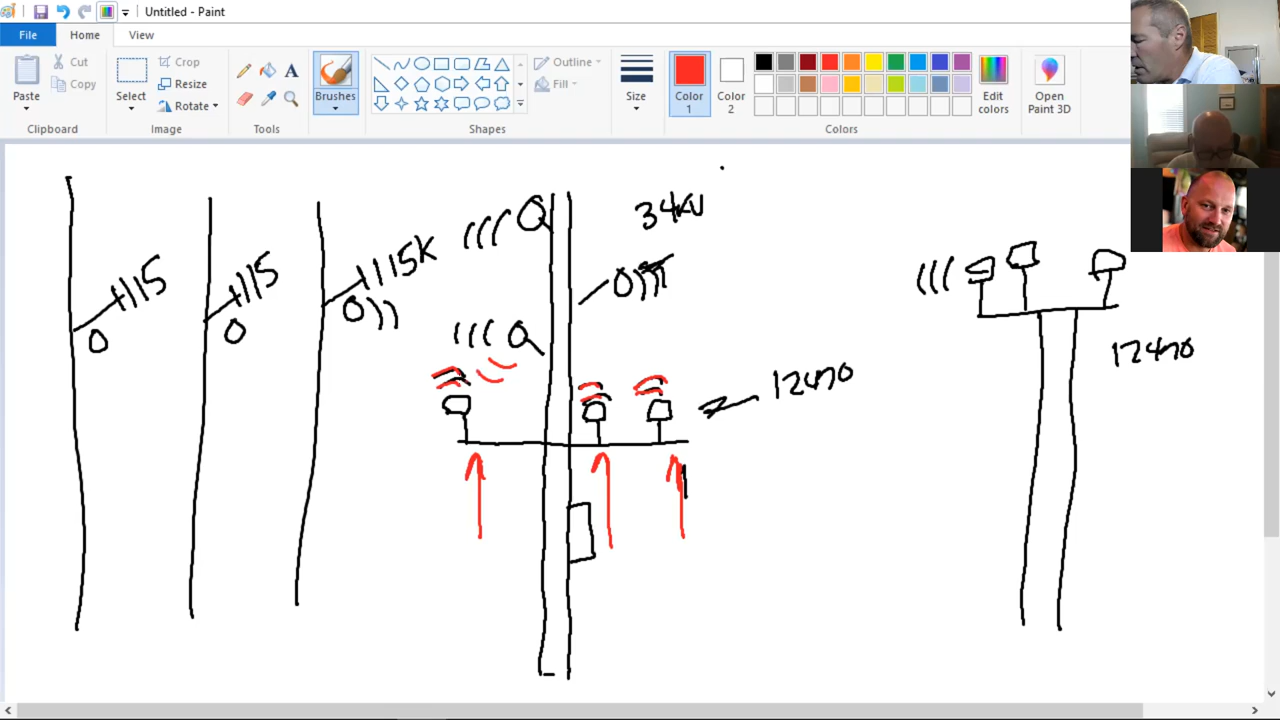 Untitled - Paint
File
Home
View
Paste
Cut
Copy
Clipboard
Select
Crop
Resize
Rotate
Image
A
Tools
Brushes
Outline
Fill
Shapes
Size
Color
1
Color
2
Edit
colors
Colors
Open
Paint 3D
34KV
115
115
115K
12470
12470